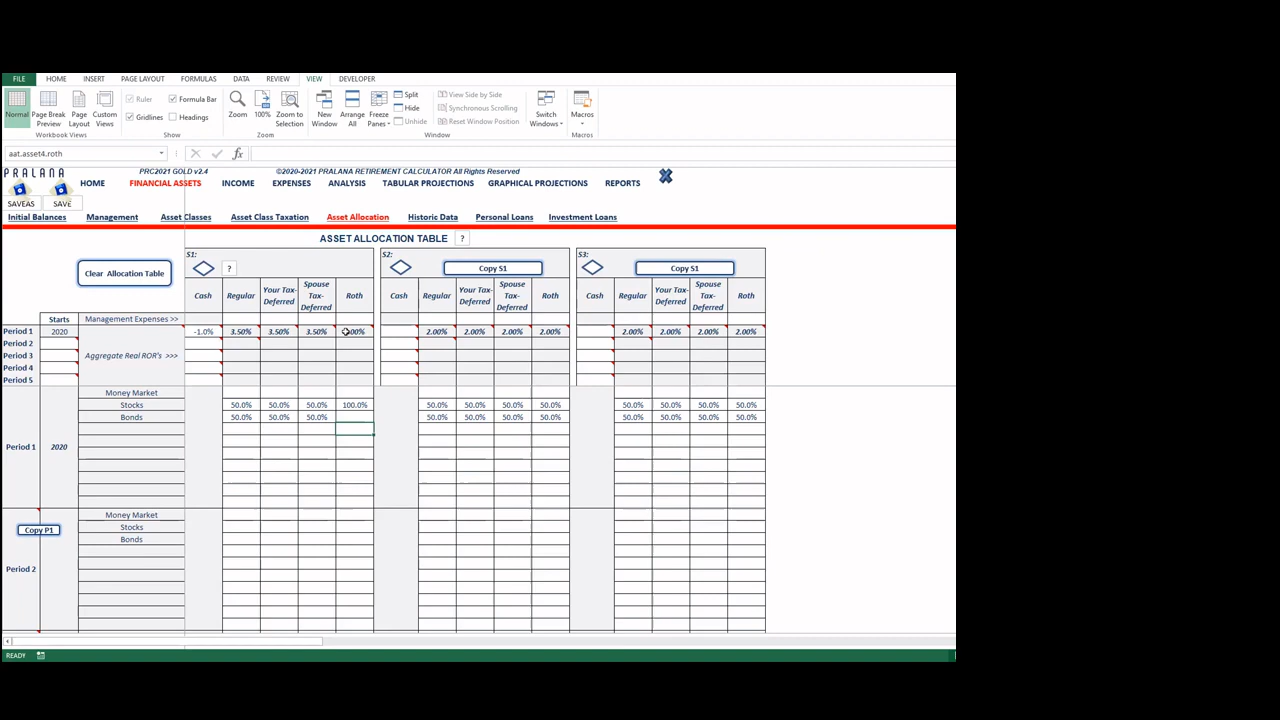 FILE HOME INSERT PAGE LAYOUT FORMULAS DATA REVIEW VIEW DEVELOPER
Normal Page Break Preview Page Layout Custom Views
Ruler Formula Bar
Gridlines Headings
Zoom 100% Zoom to Selection
New Window Arrange All Freeze Panes
Split
Hide
Unhide
View Side by Side
Synchronous Scrolling
Reset Window Position
Switch Windows Macros
Workbook Views Show Zoom Window Macros
aat.asset4.roth fx
PRALANA PRC2021 GOLD v2.4 ©2020-2021 PRALANA RETIREMENT CALCULATOR All Rights Reserved
HOME FINANCIAL ASSETS INCOME EXPENSES ANALYSIS TABULAR PROJECTIONS GRAPHICAL PROJECTIONS REPORTS
SAVEAS SAVE
Initial Balances Management Asset Classes Asset Class Taxation Asset Allocation Historic Data Personal Loans Investment Loans
ASSET ALLOCATION TABLE ?
S1: S2: S3:
Clear Allocation Table ? Copy S1 Copy S1
Cash Regular Your Tax-Deferred Spouse Tax-Deferred Roth Cash Regular Your Tax-Deferred Spouse Tax-Deferred Roth Cash Regular Your Tax-Deferred Spouse Tax-Deferred Roth
Starts Management Expenses >>
Period 1 2020 -1.0% 3.50% 3.50% 3.50% 2.00% 2.00% 2.00% 2.00% 2.00% 2.00% 2.00% 2.00%
Period 2
Period 3 Aggregate Real ROR's >>>
Period 4
Period 5
Money Market
Stocks 50.0% 50.0% 50.0% 100.0% 50.0% 50.0% 50.0% 50.0% 50.0% 50.0% 50.0% 50.0%
Bonds 50.0% 50.0% 50.0% 50.0% 50.0% 50.0% 50.0% 50.0% 50.0% 50.0% 50.0%
Period 1 2020
Money Market
Copy P1 Stocks
Bonds
Period 2
READY